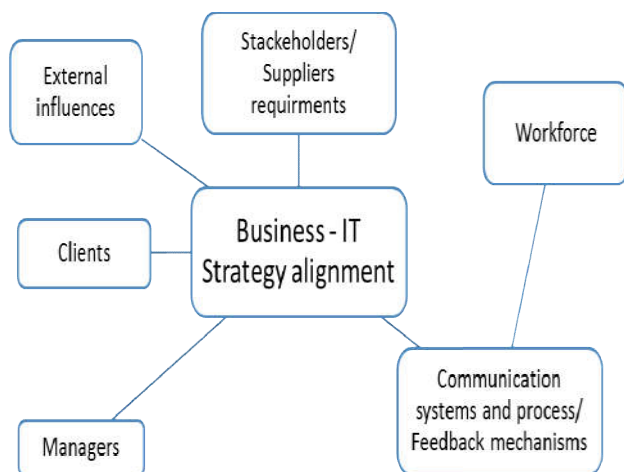 External
influences
Stackeholders/
Suppliers
requirments
Workforce
Business - IT
Strategy alignment
Clients
Communication
systems and process/
Feedback mechanisms
Managers